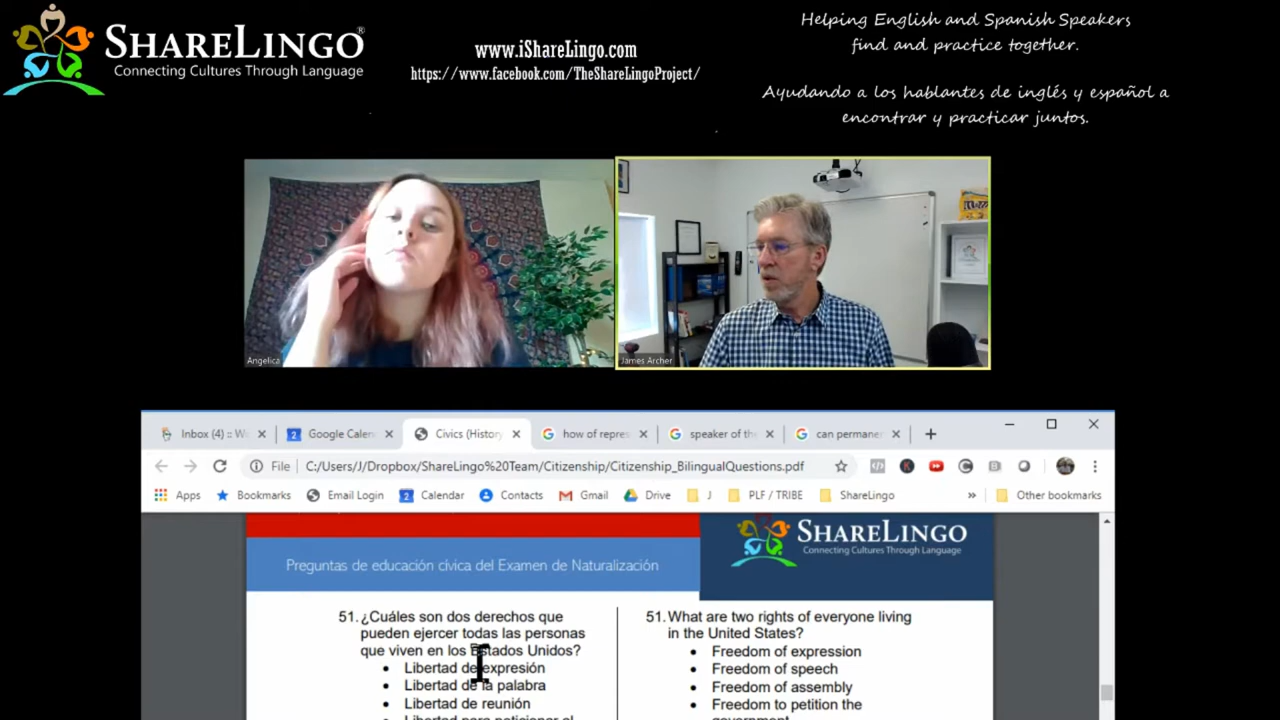 SHARELINGO®
Connecting Cultures Through Language
www.iShareLingo.com
https://www.facebook.com/TheShareLingoProject/
Helping English and Spanish Speakers
find and practice together.
Ayudando a los hablantes de inglés y español a
encontrar y practicar juntos.
Angelica
James Archer
Inbox (4) :: W
Google Calen
Civics (Histor
how of repres
speaker of the
can permane
File C:/Users/J/Dropbox/ShareLingo%20Team/Citizenship/Citizenship_BilingualQuestions.pdf
Apps Bookmarks Email Login Calendar Contacts Gmail Drive J PLF / TRIBE ShareLingo » Other bookmarks
SHARELINGO
Connecting Cultures Through Language
Preguntas de educación cívica del Examen de Naturalización
51. ¿Cuáles son dos derechos que
pueden ejercer todas las personas
que viven en los Estados Unidos?
• Libertad de expresión
• Libertad de la palabra
• Libertad de reunión
Libertad para peticionar al
51. What are two rights of everyone living
in the United States?
• Freedom of expression
• Freedom of speech
• Freedom of assembly
• Freedom to petition the
government